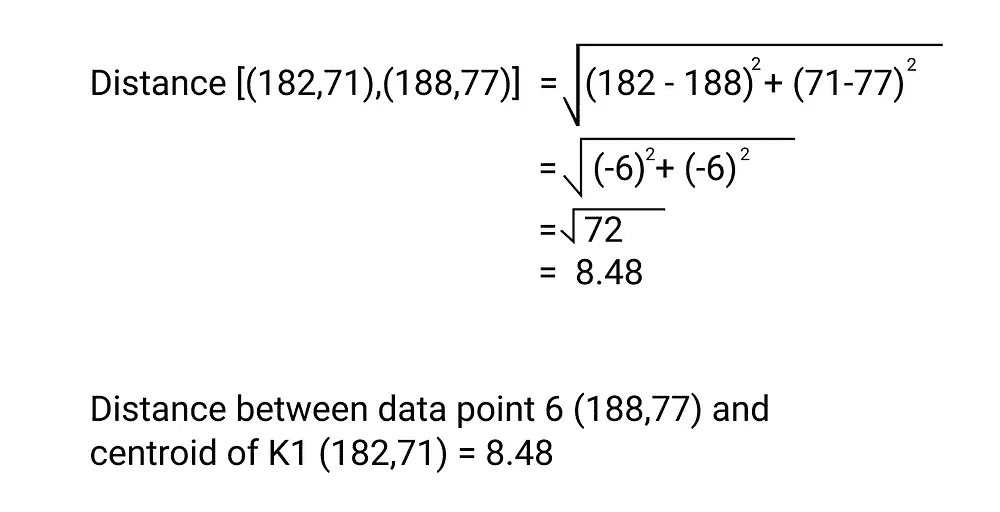 Distance [(182,71),(188,77)] = √(182 - 188)² + (71-77)²
= √(-6)² + (-6)²
= √72
= 8.48
Distance between data point 6 (188,77) and
centroid of K1 (182,71) = 8.48